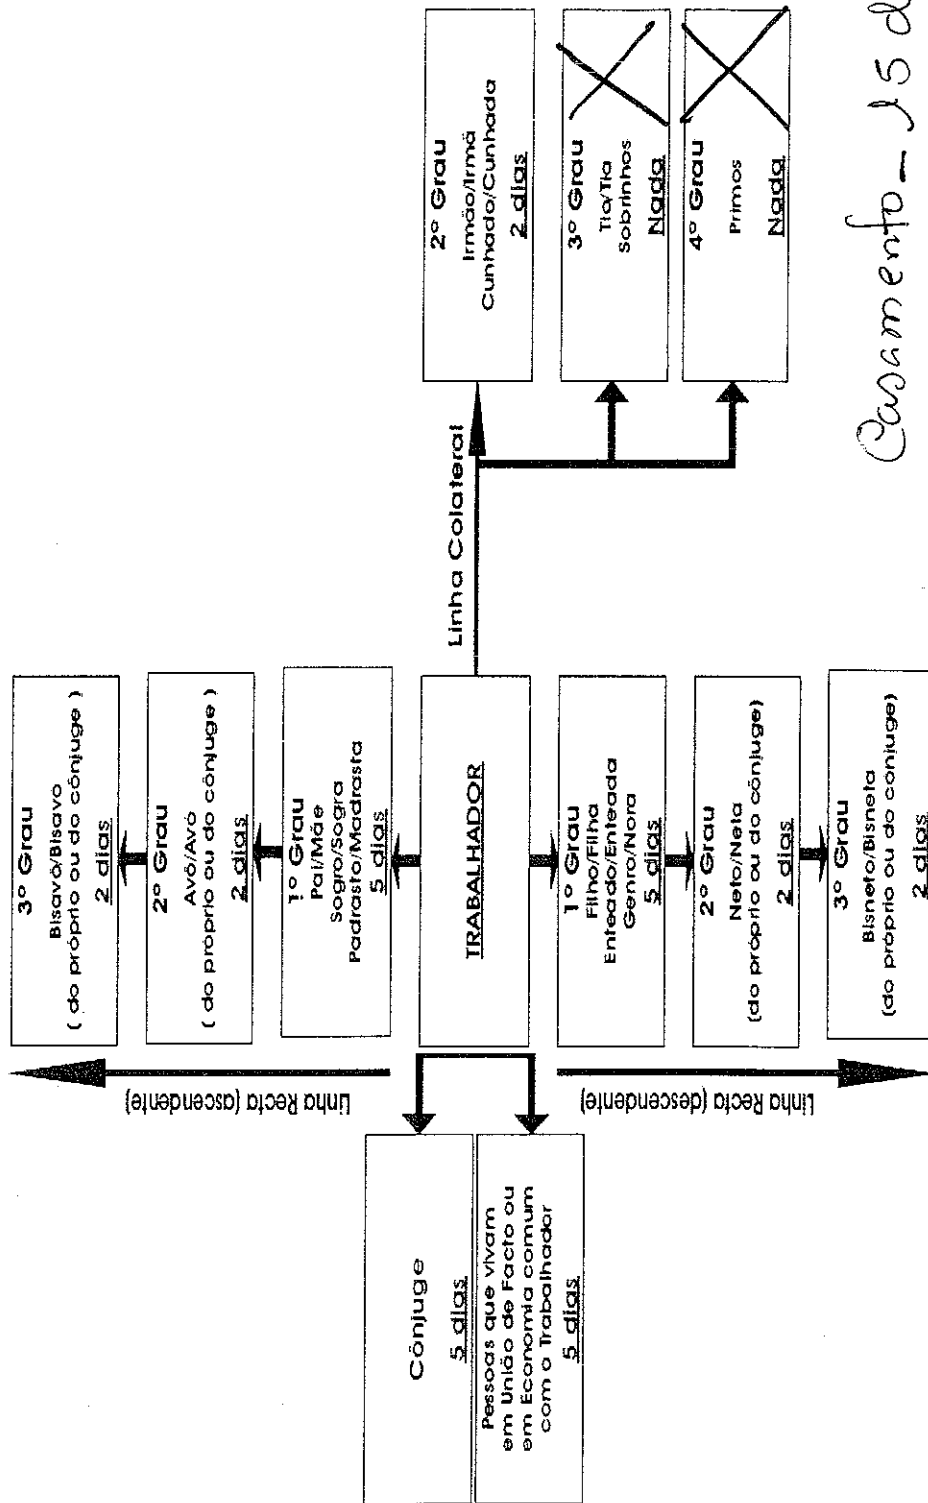 3º Grau
Bisavô/Bisavó
( do próprio ou do cônjuge )
2 dias
2º Grau
Avô/Avó
( do próprio ou do cônjuge )
2 dias
1º Grau
Pai/Mãe
Sogro/Sogra
Padrasto/Madrasta
5 dias
Linha Recta (ascendente)
Cônjuge
5 dias
Pessoas que vivam
em União de Facto ou
em Economia comum
com o Trabalhador
5 dias
TRABALHADOR
Linha Colateral
2º Grau
Irmão/Irmã
Cunhado/Cunhada
2 dias
3º Grau
Tio/Tia
Sobrinhos
Nada
4º Grau
Primos
Nada
Linha Recta (descendente)
1º Grau
Filho/Filha
Enteado/Enteada
Genro/Nora
5 dias
2º Grau
Neto/Neta
(do próprio ou do cônjuge)
2 dias
3º Grau
Bisneto/Bisneta
(do próprio ou do cônjuge)
2 dias
Casamento - 15 d